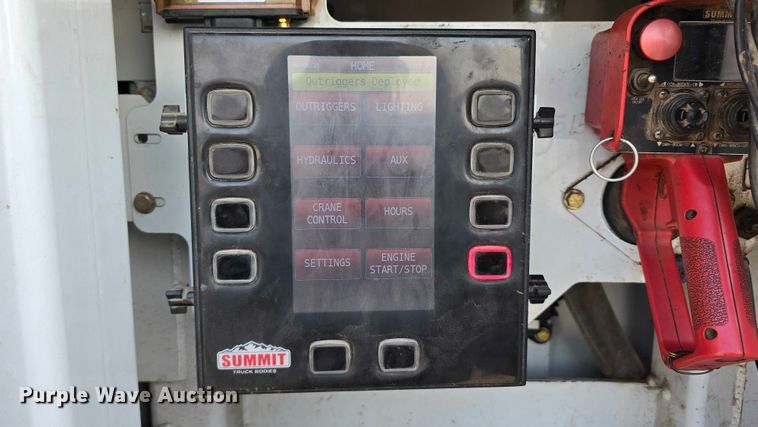 SUMMIT
HOME
Outriggers Deployed
OUTRIGGERS LIGHTING
HYDRAULICS AUX
CRANE CONTROL HOURS
SETTINGS ENGINE START/STOP
SUMMIT
TRUCK BODIES
Purple Wave Auction